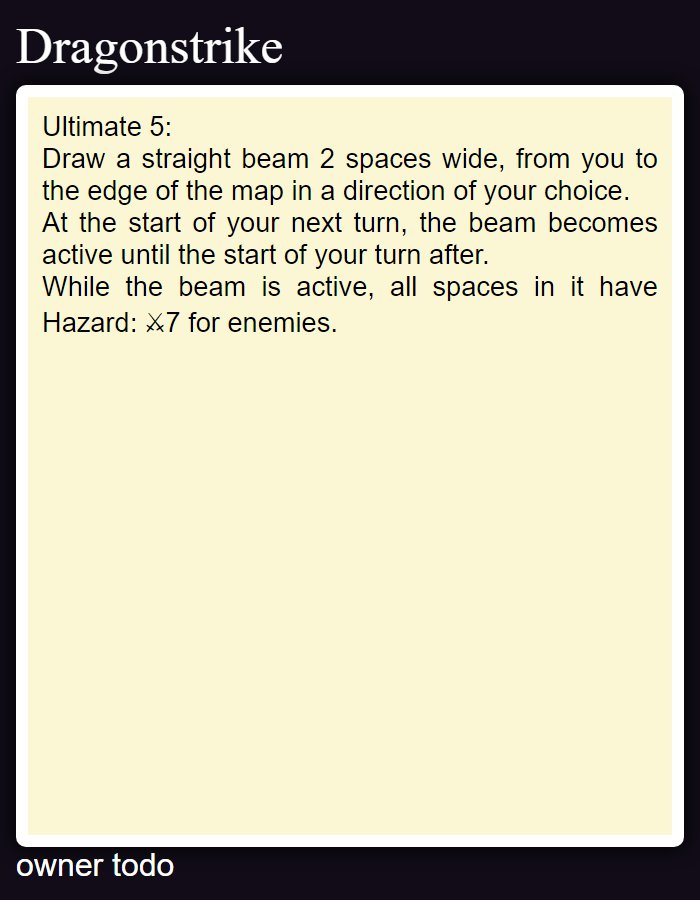 Dragonstrike
Ultimate 5:
Draw a straight beam 2 spaces wide, from you to
the edge of the map in a direction of your choice.
At the start of your next turn, the beam becomes
active until the start of your turn after.
While the beam is active, all spaces in it have
Hazard: ⚔7 for enemies.
owner todo